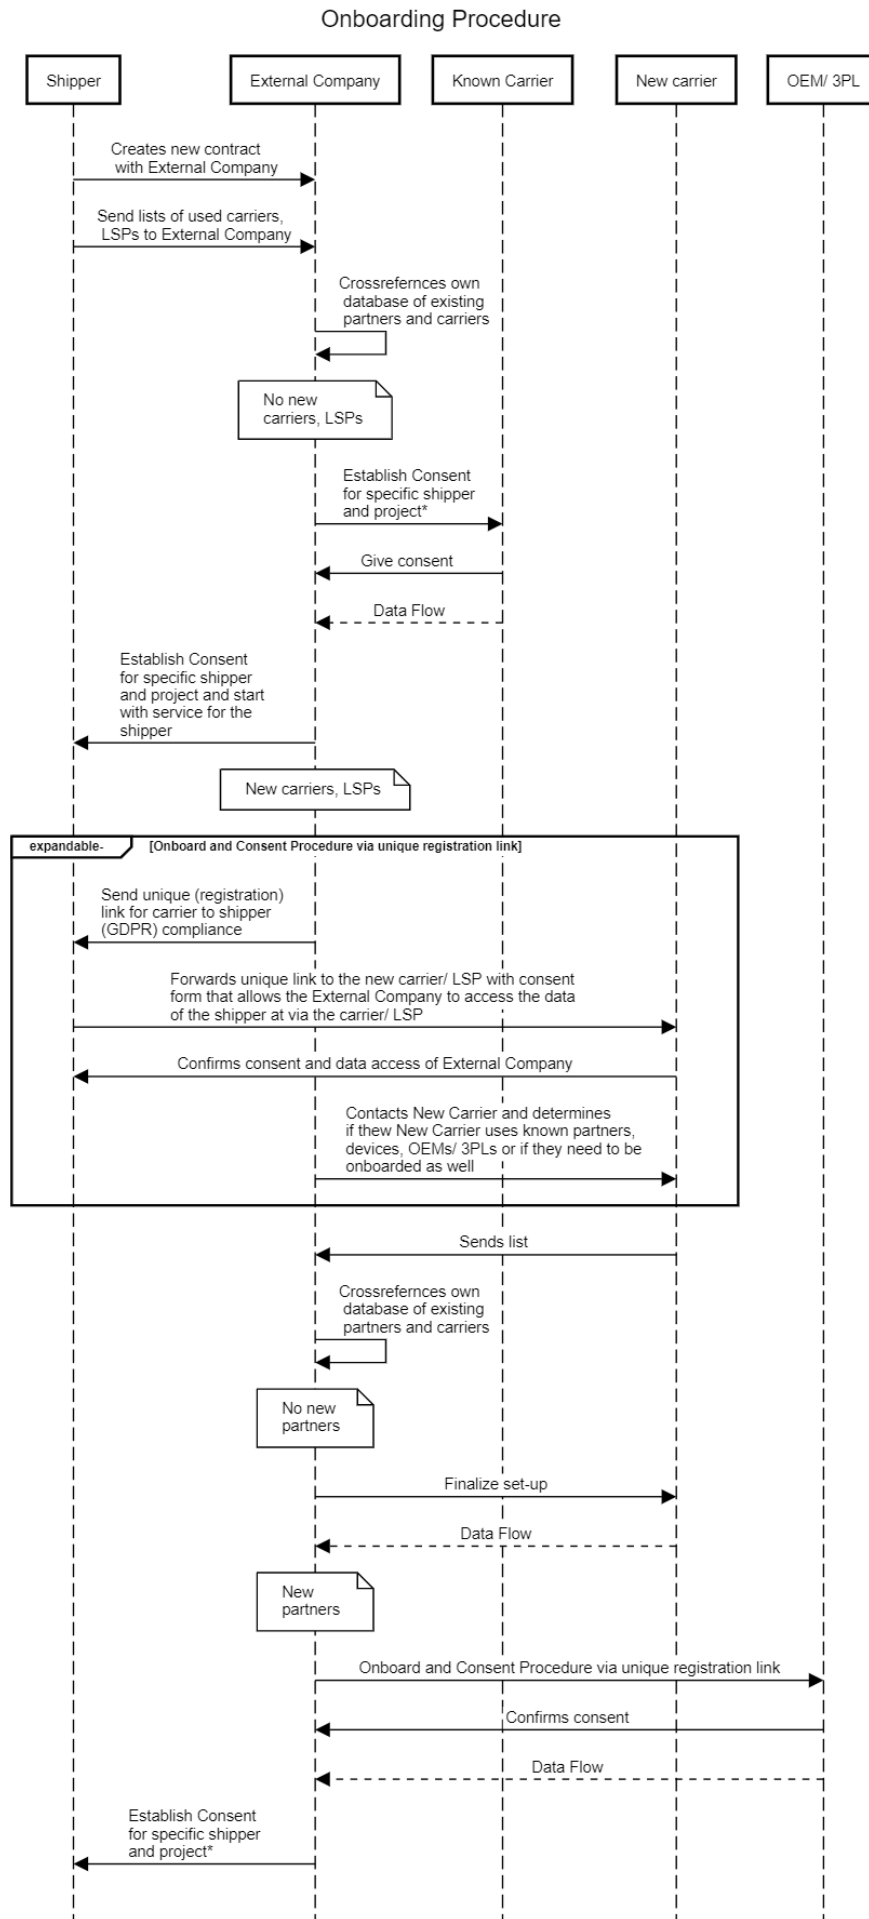 Onboarding Procedure
Shipper
External Company
Known Carrier
New carrier
OEM/ 3PL
Creates new contract
with External Company
Send lists of used carriers,
LSPs to External Company
Crossrefernces own
database of existing
partners and carriers
No new
carriers, LSPs
Establish Consent
for specific shipper
and project*
Give consent
Data Flow
Establish Consent
for specific shipper
and project and start
with service for the
shipper
New carriers, LSPs
expandable-
[Onboard and Consent Procedure via unique registration link]
Send unique (registration)
link for carrier to shipper
(GDPR) compliance
Forwards unique link to the new carrier/ LSP with consent
form that allows the External Company to access the data
of the shipper at via the carrier/ LSP
Confirms consent and data access of External Company
Contacts New Carrier and determines
if thew New Carrier uses known partners,
devices, OEMs/ 3PLs or if they need to be
onboarded as well
Sends list
Crossrefernces own
database of existing
partners and carriers
No new
partners
Finalize set-up
Data Flow
New
partners
Onboard and Consent Procedure via unique registration link
Confirms consent
Data Flow
Establish Consent
for specific shipper
and project*